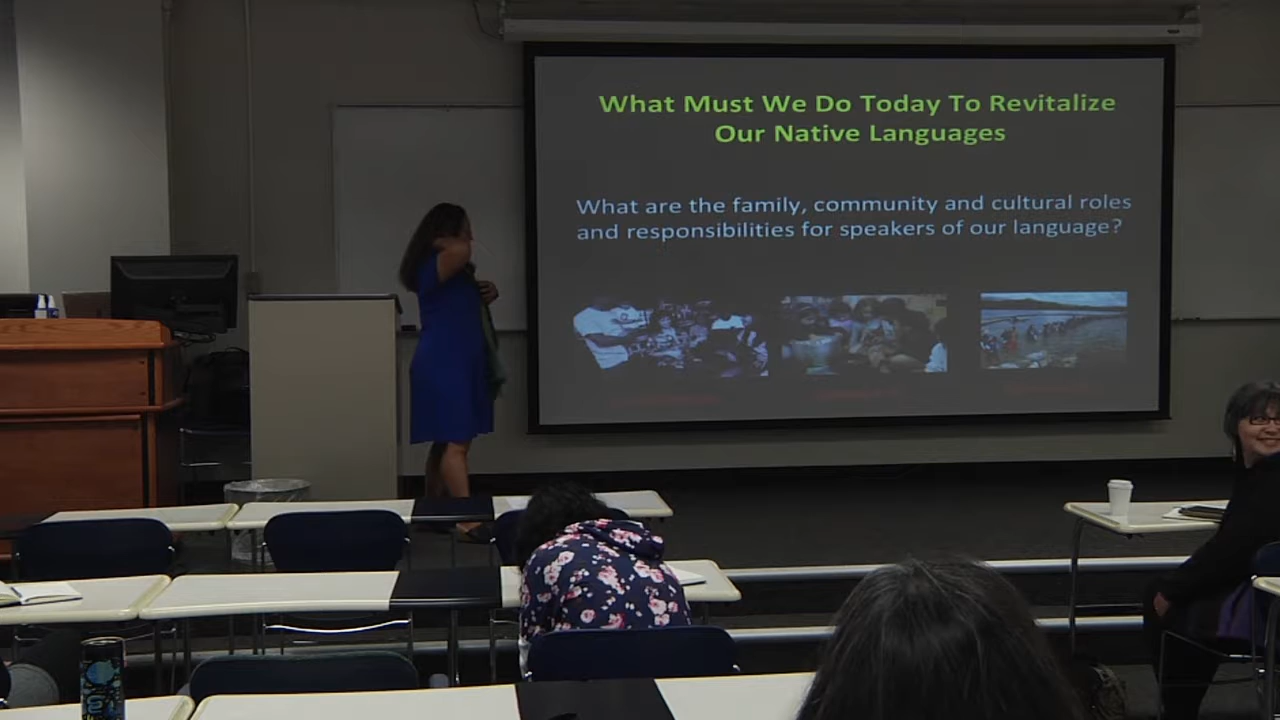 What Must We Do Today To Revitalize
Our Native Languages
What are the family, community and cultural roles
and responsibilities for speakers of our language?